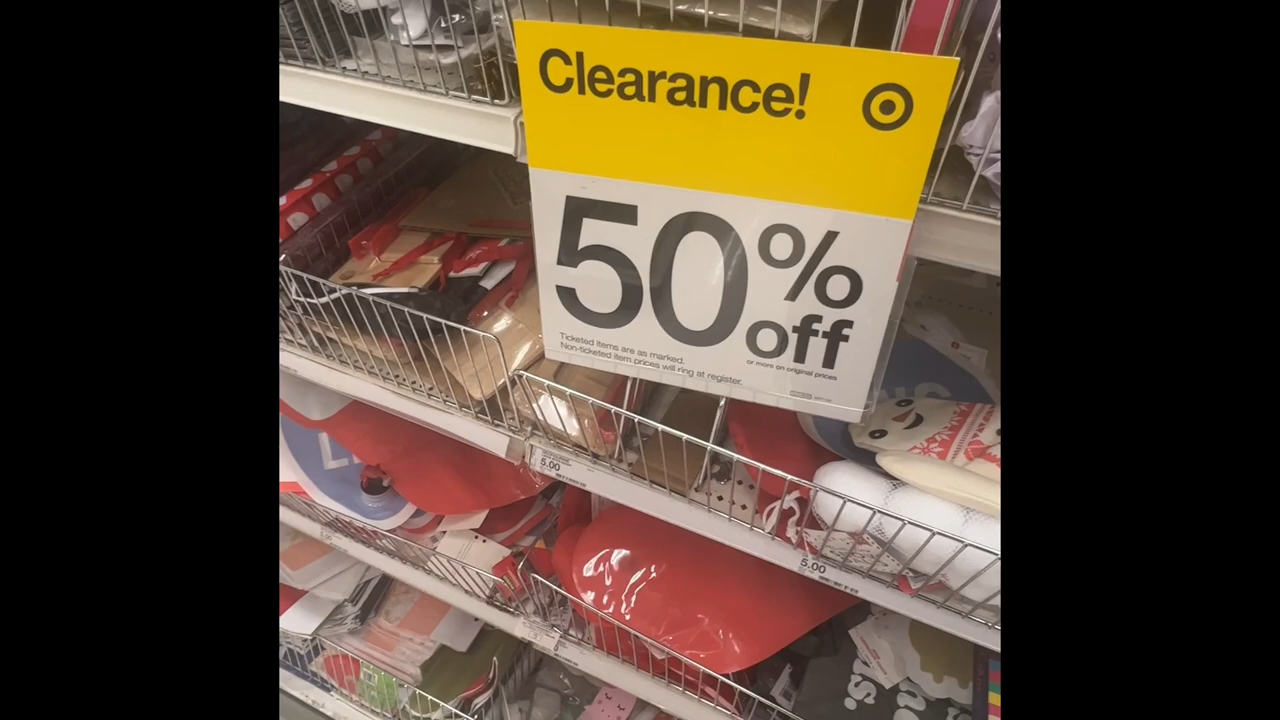 Clearance!
50%
off
or more on original prices
Ticketed items are as marked.
Non-ticketed item prices will ring at register.
5.00
5.00